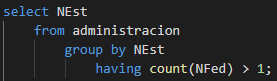 select NEst
from administracion
group by NEst
having count(NFed) > 1;